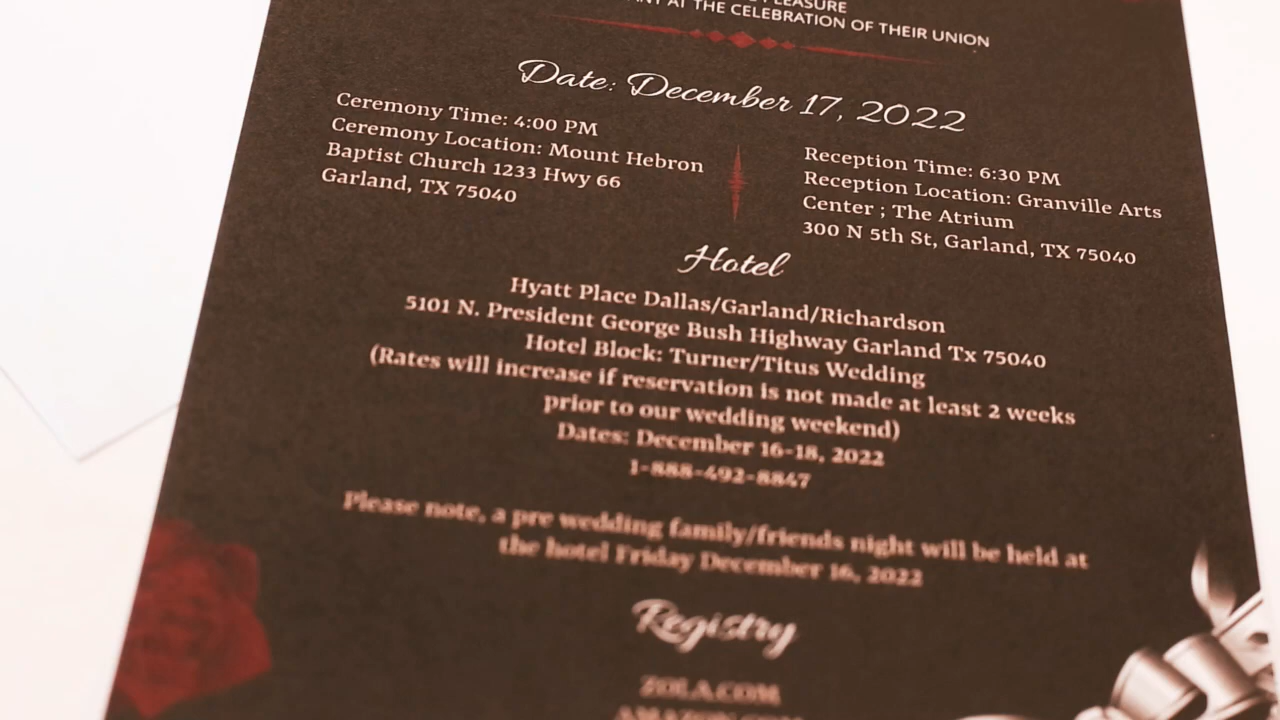 PLEASURE
AT THE CELEBRATION OF THEIR UNION
Date: December 17, 2022
Ceremony Time: 4:00 PM
Ceremony Location: Mount Hebron
Baptist Church 1233 Hwy 66
Garland, TX 75040
Reception Time: 6:30 PM
Reception Location: Granville Arts
Center ; The Atrium
300 N 5th St, Garland, TX 75040
Hotel
Hyatt Place Dallas/Garland/Richardson
5101 N. President George Bush Highway Garland Tx 75040
Hotel Block: Turner/Titus Wedding
(Rates will increase if reservation is not made at least 2 weeks
prior to our wedding weekend)
Dates: December 16-18, 2022
1-888-492-8847
Please note, a pre wedding family/friends night will be held at
the hotel Friday December 16, 2022
Registry
ZOLA.COM
AMAZON.COM